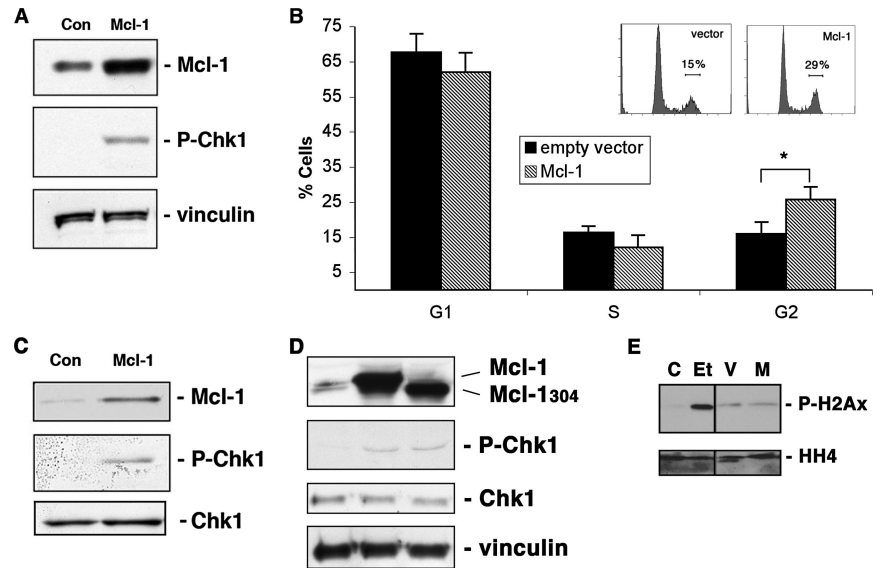 A
Con Mcl-1
- Mcl-1
- P-Chk1
- vinculin
B
75
65
55
45
35
25
15
5
% Cells
G1 S G2
empty vector
Mcl-1
*
vector
15%
Mcl-1
29%
C
Con Mcl-1
- Mcl-1
- P-Chk1
- Chk1
D
Mcl-1
Mcl-1304
- P-Chk1
- Chk1
- vinculin
E
C Et V M
- P-H2Ax
- HH4